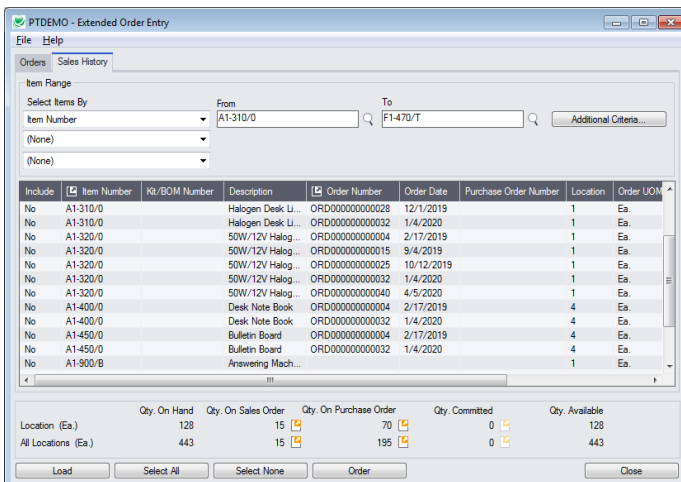 PTDEMO - Extended Order Entry
File Help
Orders Sales History
Item Range
Select Items By From To
Item Number A1-310/0 F1-470/T Additional Criteria...
(None)
(None)
Include Item Number Kit/BOM Number Description Order Number Order Date Purchase Order Number Location Order UOM
No A1-310/0 Halogen Desk Li... ORD000000000028 12/1/2019 1 Ea.
No A1-310/0 Halogen Desk Li... ORD000000000032 1/4/2020 1 Ea.
No A1-320/0 50W/12V Halog... ORD000000000004 2/17/2019 1 Ea.
No A1-320/0 50W/12V Halog... ORD000000000015 9/4/2019 1 Ea.
No A1-320/0 50W/12V Halog... ORD000000000025 10/12/2019 1 Ea.
No A1-320/0 50W/12V Halog... ORD000000000032 1/4/2020 1 Ea.
No A1-320/0 50W/12V Halog... ORD000000000040 4/5/2020 1 Ea.
No A1-400/0 Desk Note Book ORD000000000004 2/17/2019 4 Ea.
No A1-400/0 Desk Note Book ORD000000000032 1/4/2020 4 Ea.
No A1-450/0 Bulletin Board ORD000000000004 2/17/2019 4 Ea.
No A1-450/0 Bulletin Board ORD000000000032 1/4/2020 4 Ea.
No A1-900/B Answering Mach... 1 Ea.
Qty. On Hand Qty. On Sales Order Qty. On Purchase Order Qty. Committed Qty. Available
Location (Ea.) 128 15 70 0 128
All Locations (Ea.) 443 15 195 0 443
Load Select All Select None Order Close